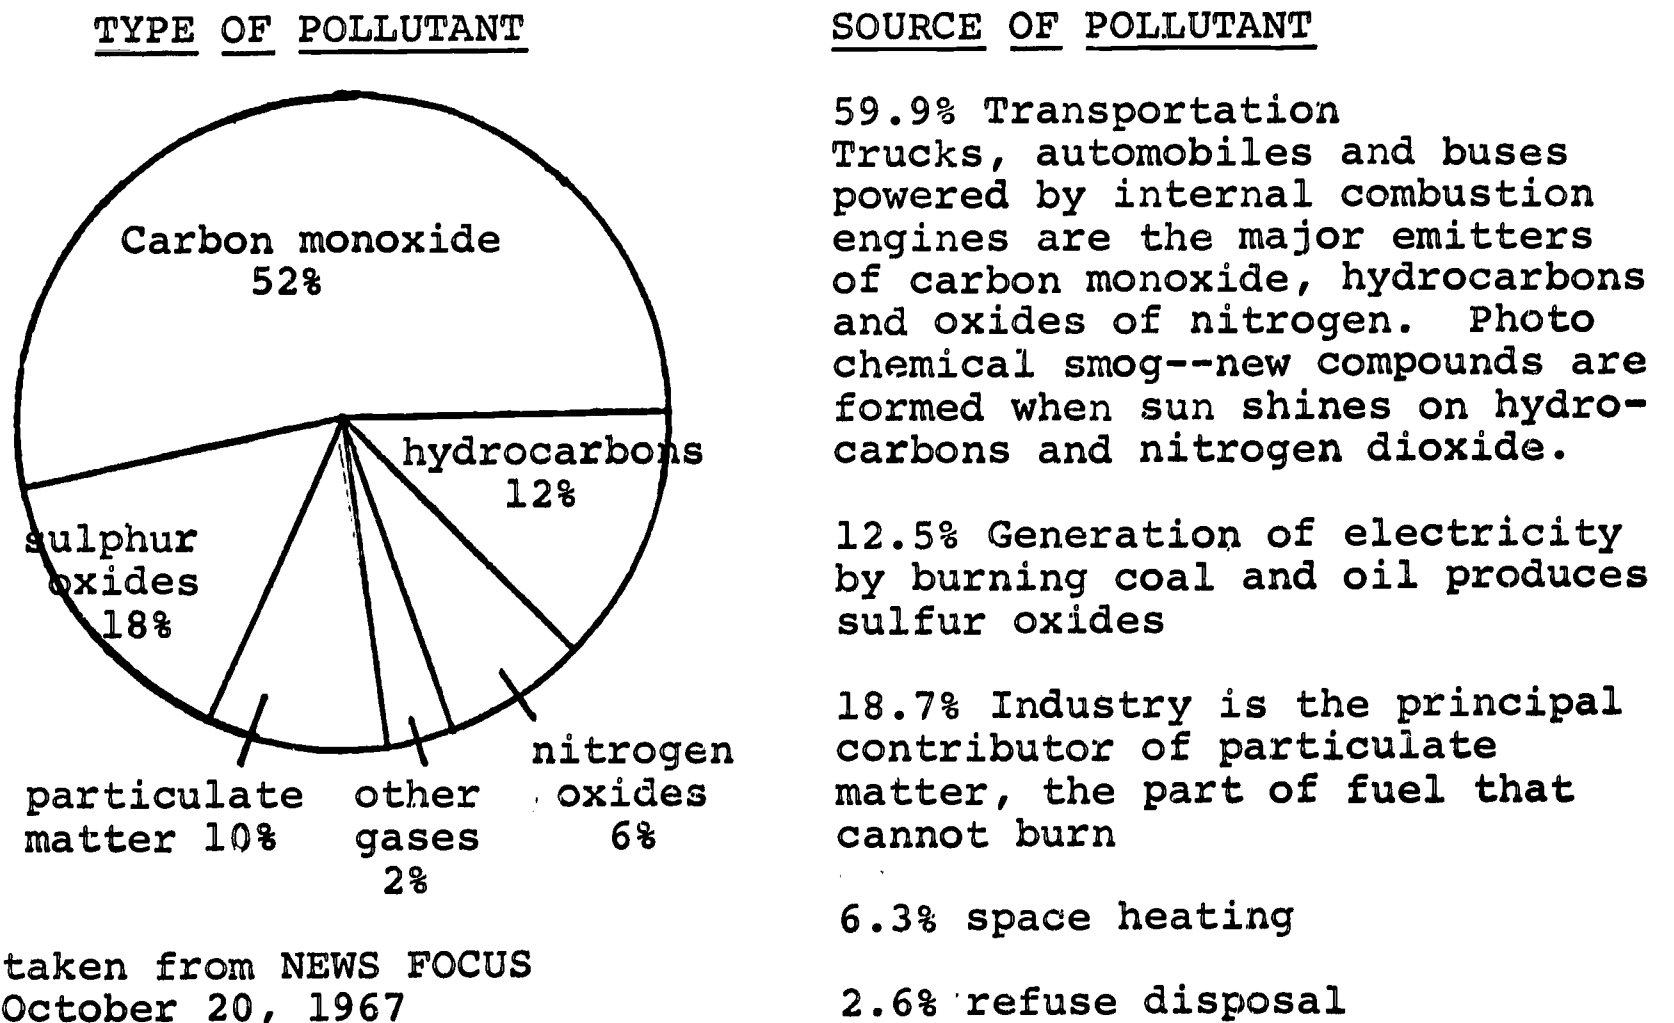 TYPE OF POLLUTANT
Carbon monoxide
52%
hydrocarbons
12%
sulphur
oxides
18%
nitrogen
oxides
6%
particulate
matter 10%
other
gases
2%
taken from NEWS FOCUS
October 20, 1967
SOURCE OF POLLUTANT
59.9% Transportation
Trucks, automobiles and buses
powered by internal combustion
engines are the major emitters
of carbon monoxide, hydrocarbons
and oxides of nitrogen. Photo
chemical smog--new compounds are
formed when sun shines on hydro-
carbons and nitrogen dioxide.
12.5% Generation of electricity
by burning coal and oil produces
sulfur oxides
18.7% Industry is the principal
contributor of particulate
matter, the part of fuel that
cannot burn
6.3% space heating
2.6% refuse disposal